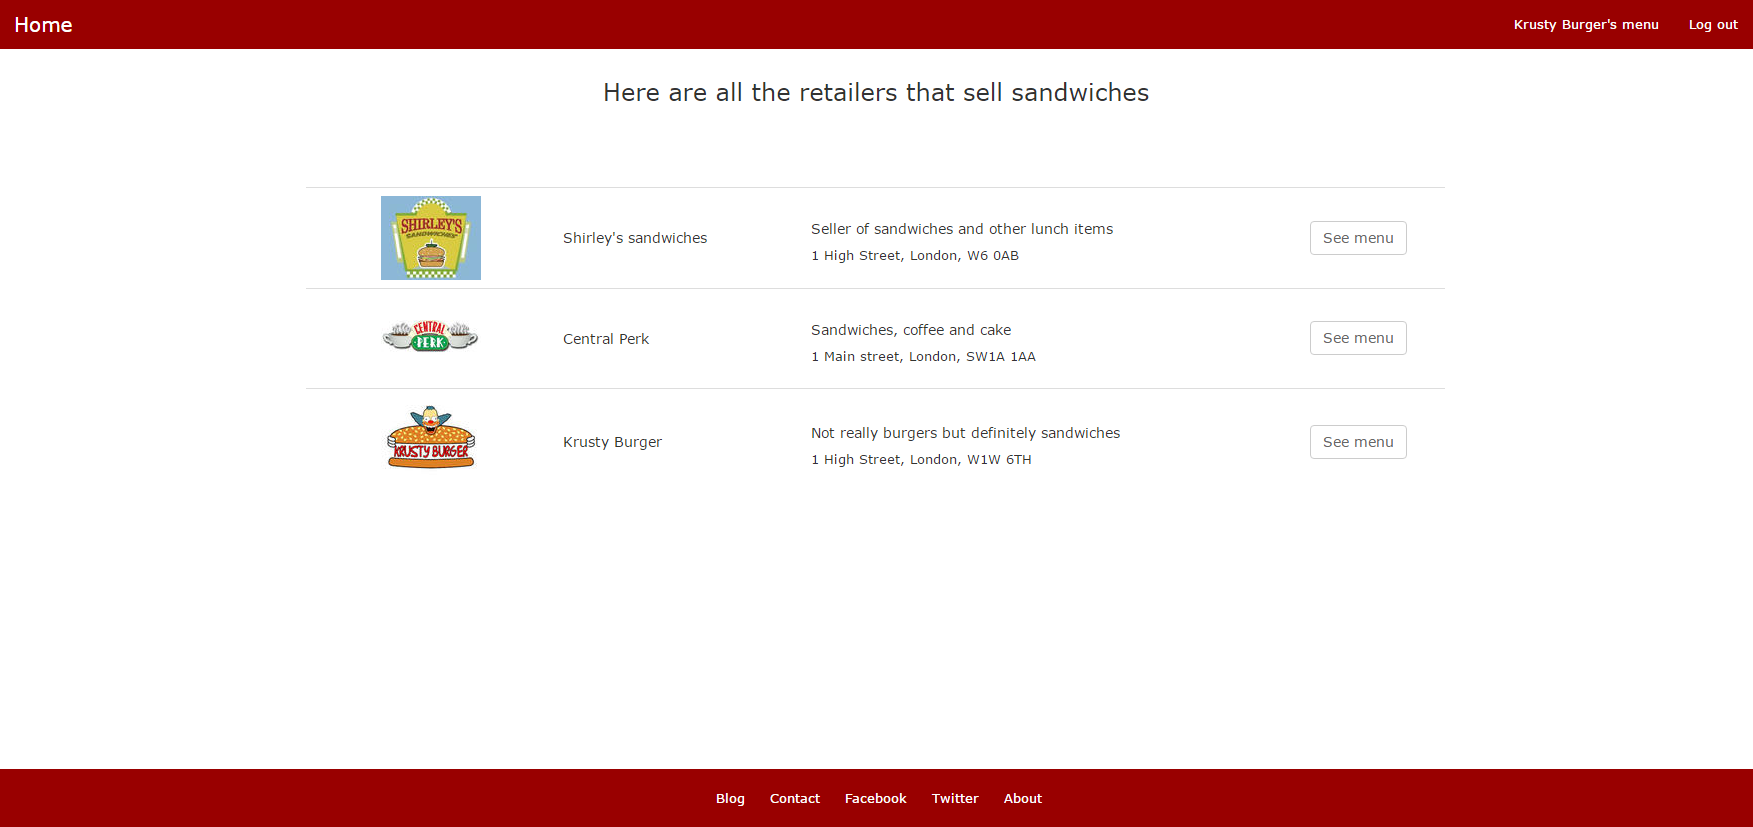 Home
Krusty Burger's menu
Log out
Here are all the retailers that sell sandwiches
SHIRLEY'S
SANDWICHES
Shirley's sandwiches
Seller of sandwiches and other lunch items
1 High Street, London, W6 0AB
See menu
CENTRAL
PERK
Central Perk
Sandwiches, coffee and cake
1 Main street, London, SW1A 1AA
See menu
KRUSTY BURGER
Krusty Burger
Not really burgers but definitely sandwiches
1 High Street, London, W1W 6TH
See menu
Blog
Contact
Facebook
Twitter
About